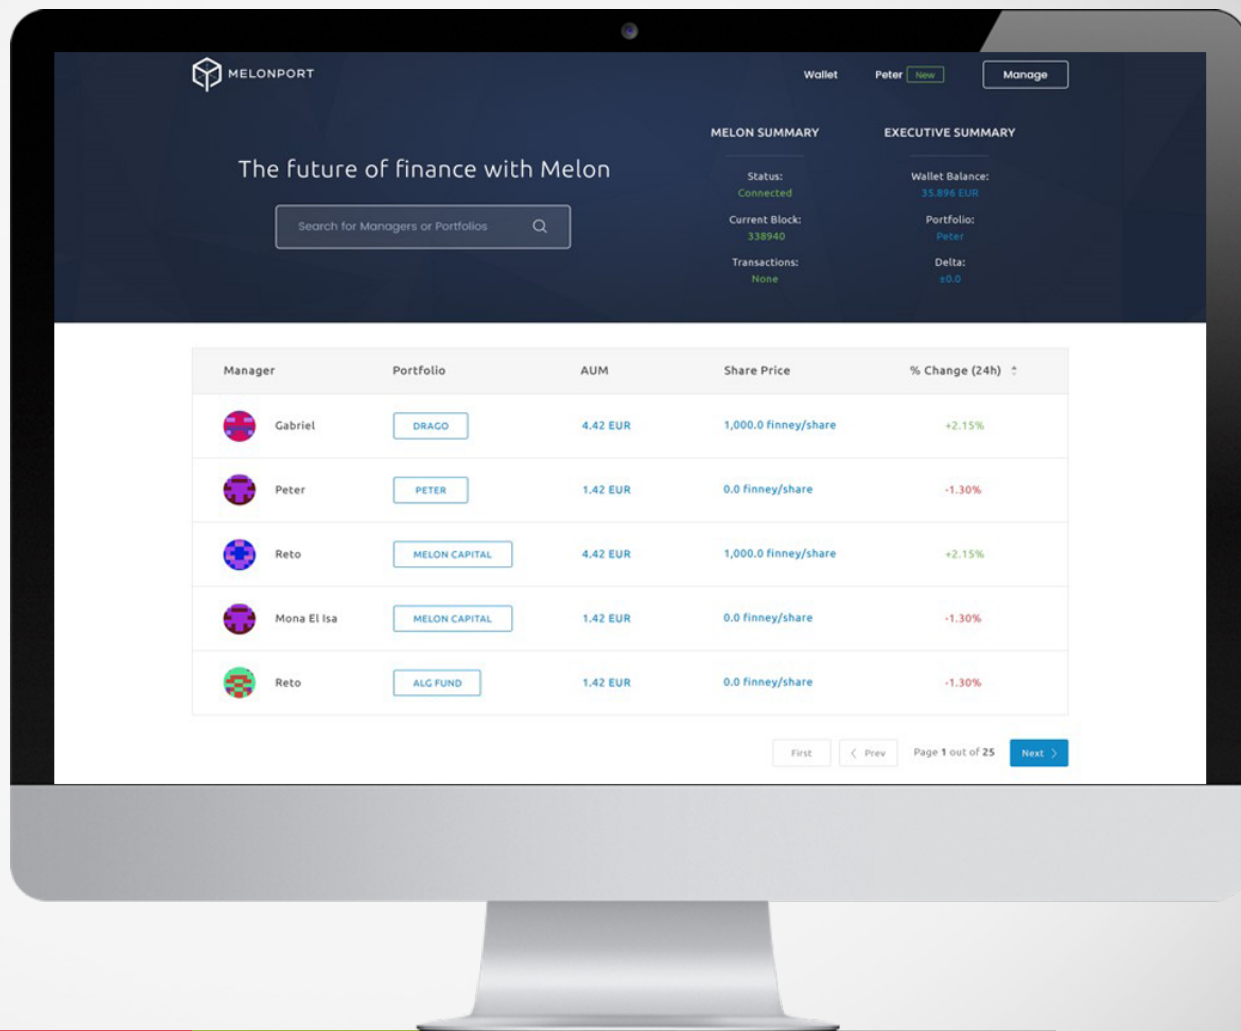 MELONPORT
Wallet Peter New Manage
The future of finance with Melon
Search for Managers or Portfolios
MELON SUMMARY
Status:
Connected
Current Block:
338940
Transactions:
None
EXECUTIVE SUMMARY
Wallet Balance:
35.896 EUR
Portfolio:
Peter
Delta:
±0.0
Manager Portfolio AUM Share Price % Change (24h)
Gabriel DRAGO 4.42 EUR 1,000.0 finney/share +2.15%
Peter PETER 1.42 EUR 0.0 finney/share -1.30%
Reto MELON CAPITAL 4.42 EUR 1,000.0 finney/share +2.15%
Mona El Isa MELON CAPITAL 1.42 EUR 0.0 finney/share -1.30%
Reto ALG FUND 1.42 EUR 0.0 finney/share -1.30%
First Prev Page 1 out of 25 Next